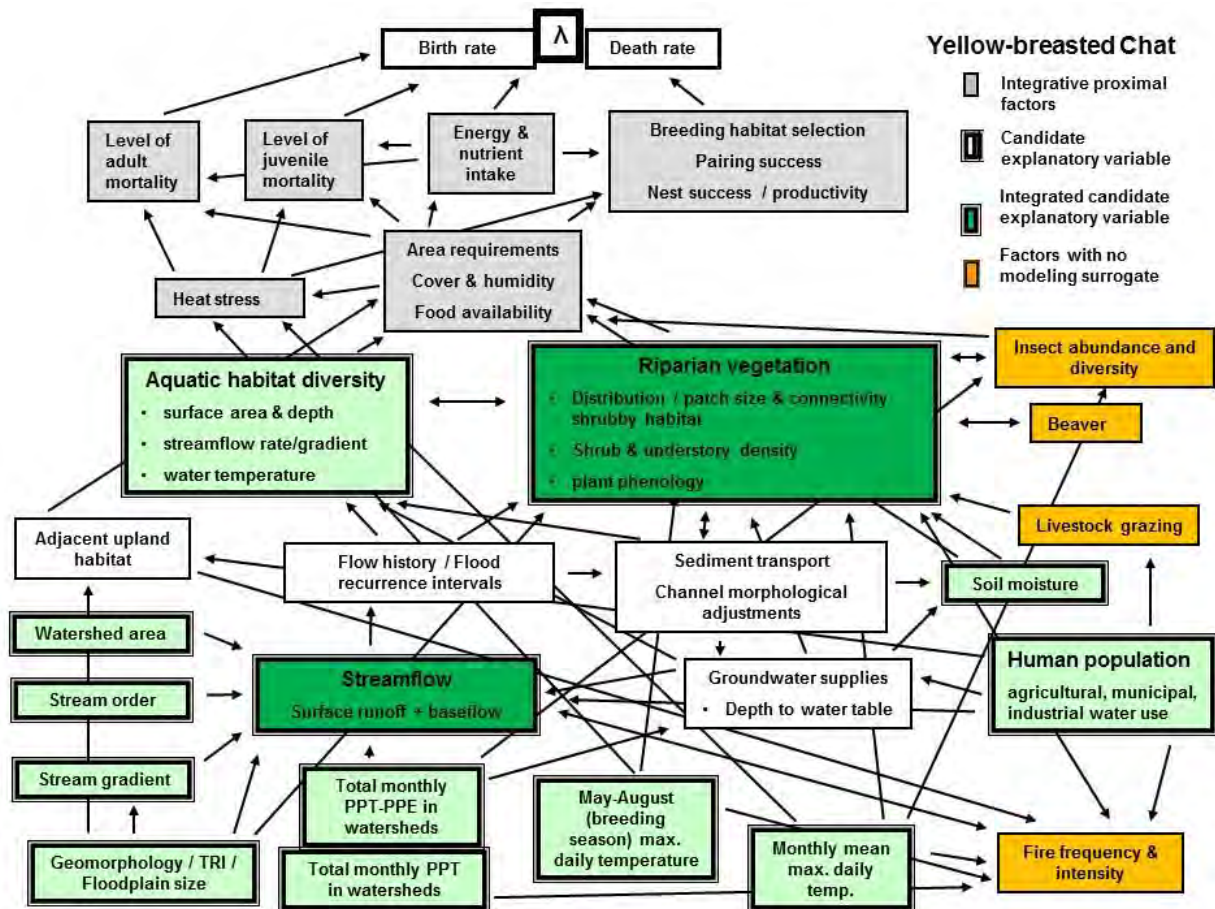 λ
Birth rate
Death rate
Yellow-breasted Chat
Integrative proximal
factors
Candidate
explanatory variable
Integrated candidate
explanatory variable
Factors with no
modeling surrogate
Level of
adult
mortality
Level of
juvenile
mortality
Energy &
nutrient
intake
Breeding habitat selection
Pairing success
Nest success / productivity
Area requirements
Cover & humidity
Food availability
Heat stress
Aquatic habitat diversity
• surface area & depth
• streamflow rate/gradient
• water temperature
Riparian vegetation
• Distribution / patch size & connectivity
shrubby habitat
• Shrub & understory density
• plant phenology
Insect abundance and
diversity
Beaver
Livestock grazing
Adjacent upland
habitat
Flow history / Flood
recurrence intervals
Sediment transport
Channel morphological
adjustments
Soil moisture
Watershed area
Stream order
Stream gradient
Streamflow
Surface runoff + baseflow
Groundwater supplies
• Depth to water table
Human population
agricultural, municipal,
industrial water use
Geomorphology / TRI /
Floodplain size
Total monthly
PPT-PPE in
watersheds
Total monthly PPT
in watersheds
May-August
(breeding
season) max.
daily temperature
Monthly mean
max. daily
temp.
Fire frequency &
intensity